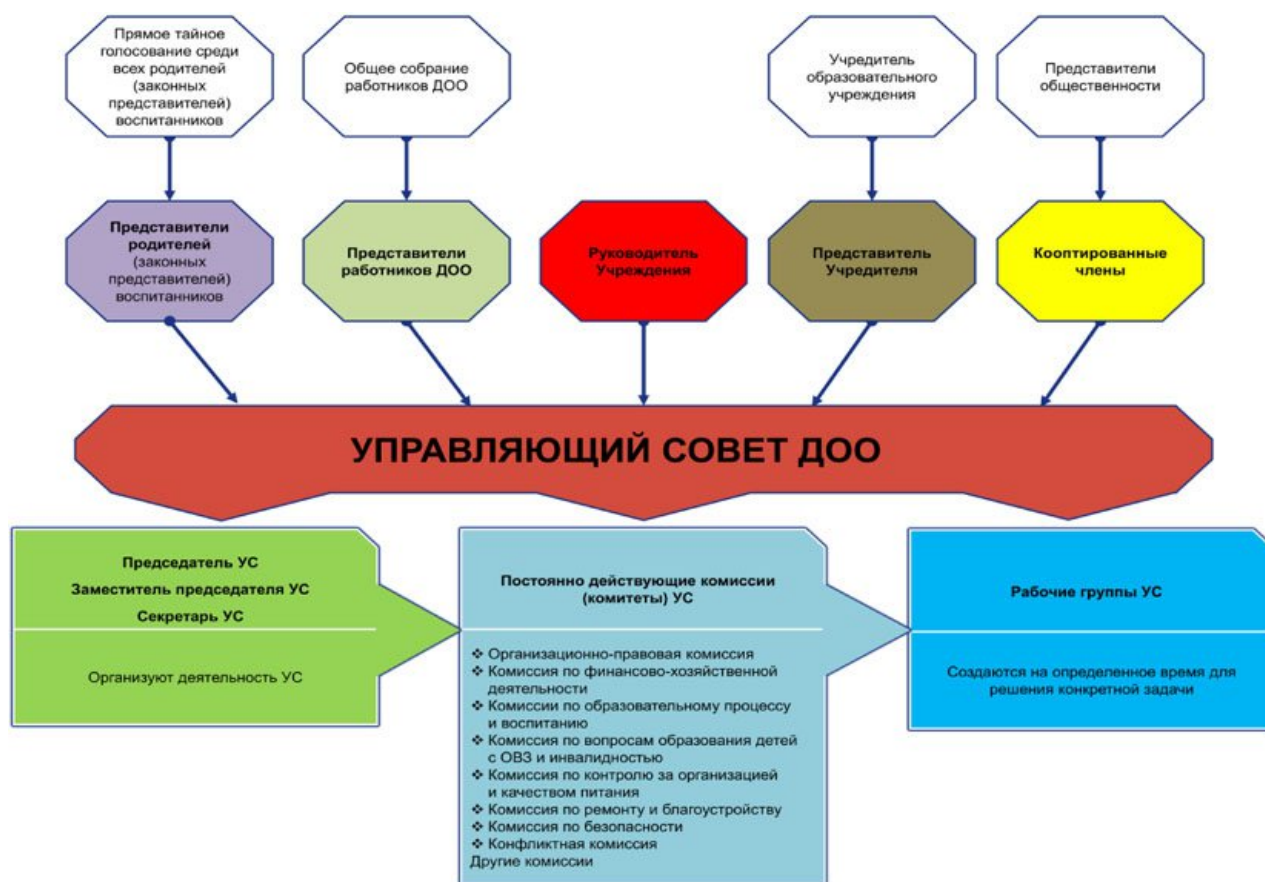 Прямое тайное
голосование среди
всех родителей
(законных
представителей)
воспитанников
Общее собрание
работников ДОО
Учредитель
образовательного
учреждения
Представители
общественности
Представители
родителей
(законных
представителей)
воспитанников
Представители
работников ДОО
Руководитель
Учреждения
Представитель
Учредителя
Кооптированные
члены
УПРАВЛЯЮЩИЙ СОВЕТ ДОО
Председатель УС
Заместитель председателя УС
Секретарь УС
Организуют деятельность УС
Постоянно действующие комиссии
(комитеты) УС
❖ Организационно-правовая комиссия
❖ Комиссия по финансово-хозяйственной
деятельности
❖ Комиссии по образовательному процессу
и воспитанию
❖ Комиссия по вопросам образования детей
с ОВЗ и инвалидностью
❖ Комиссия по контролю за организацией
и качеством питания
❖ Комиссия по ремонту и благоустройству
❖ Комиссия по безопасности
❖ Конфликтная комиссия
Другие комиссии
Рабочие группы УС
Создаются на определенное время для
решения конкретной задачи